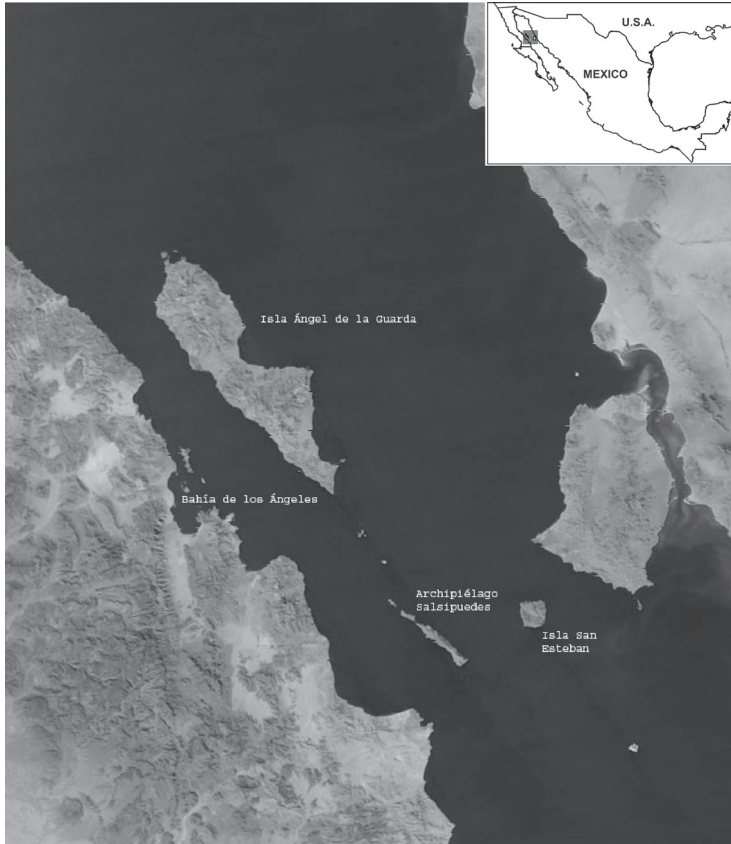 U.S.A.
MEXICO
Isla Ángel de la Guarda
Bahía de los Ángeles
Archipiélago
Salsipuedes
Isla San
Esteban